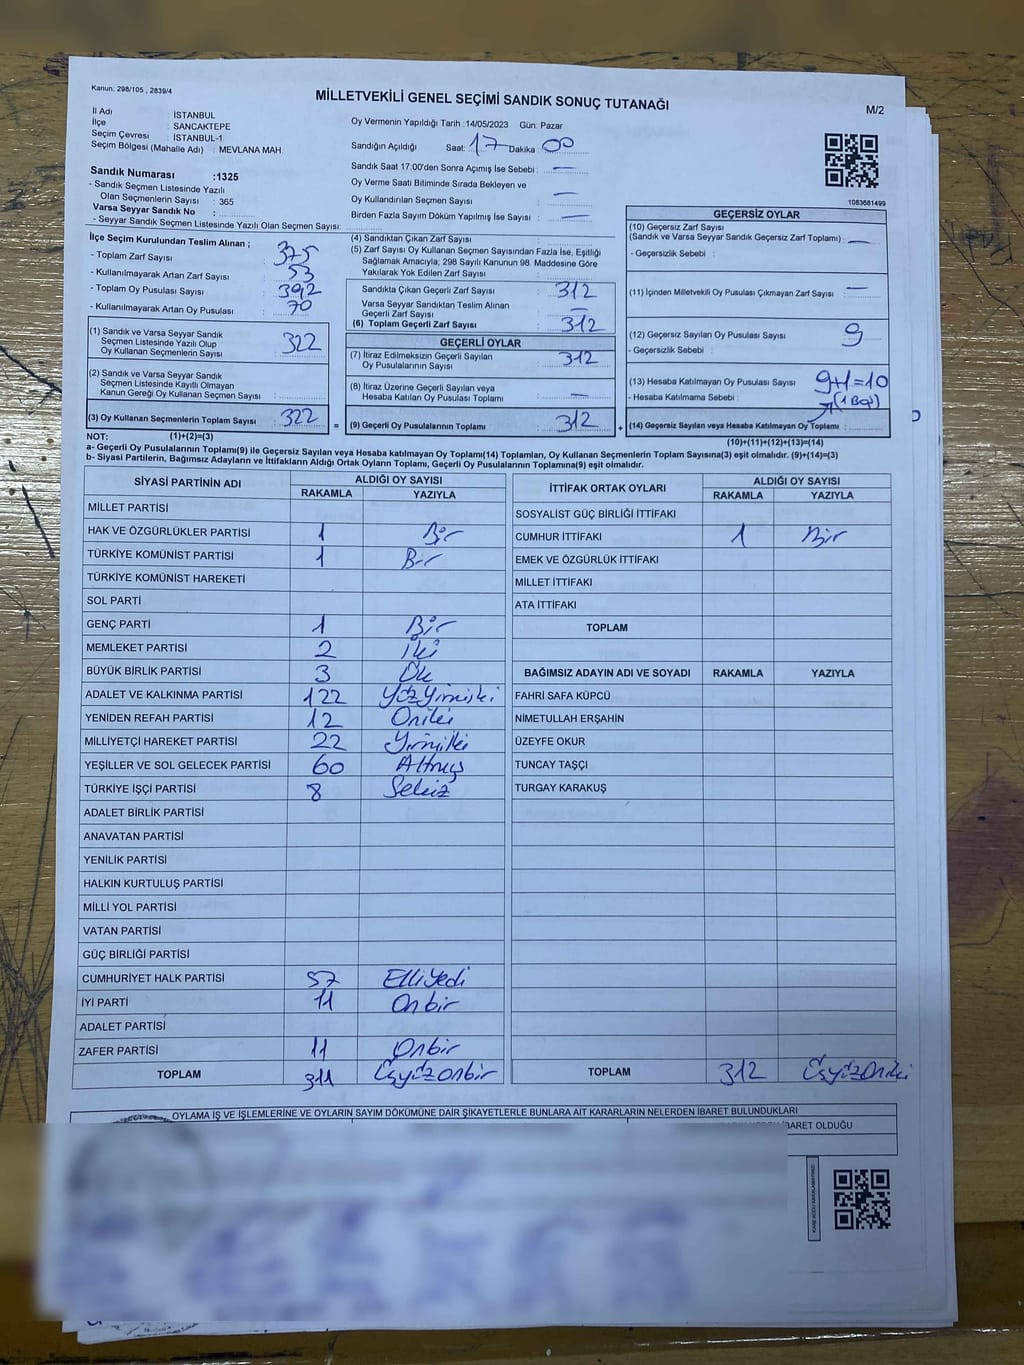 Kanun: 298/105 , 2839/4
MİLLETVEKİLİ GENEL SEÇİMİ SANDIK SONUÇ TUTANAĞI
M/2
İl Adı : İSTANBUL
İlçe : SANCAKTEPE
Seçim Çevresi : İSTANBUL-1
Seçim Bölgesi (Mahalle Adı) : MEVLANA MAH.
Sandık Numarası :1325
- Sandık Seçmen Listesinde Yazılı
Olan Seçmenlerin Sayısı : 365
Varsa Seyyar Sandık No :
- Seyyar Sandık Seçmen Listesinde Yazılı Olan Seçmen Sayısı:
Oy Vermenin Yapıldığı Tarih :14/05/2023 Gün: Pazar
Sandığın Açıldığı Saat: 17 Dakika 00
Sandık Saat 17.00'den Sonra Açımış İse Sebebi : —
Oy Verme Saati Bitiminde Sırada Bekleyen ve
Oy Kullandırılan Seçmen Sayısı : —
Birden Fazla Sayım Döküm Yapılmış İse Sayısı : —
1083681499
İlçe Seçim Kurulundan Teslim Alınan ;
- Toplam Zarf Sayısı : 375
- Kullanılmayarak Artan Zarf Sayısı : 53
- Toplam Oy Pusulası Sayısı : 392
- Kullanılmayarak Artan Oy Pusulası : 70
(1) Sandık ve Varsa Seyyar Sandık
Seçmen Listesinde Yazılı Olup
Oy Kullanan Seçmenlerin Sayısı : 322
(2) Sandık ve Varsa Seyyar Sandık
Seçmen Listesinde Kayıtlı Olmayan
Kanun Gereği Oy Kullanan Seçmen Sayısı :
(3) Oy Kullanan Seçmenlerin Toplam Sayısı : 322 =
(4) Sandıktan Çıkan Zarf Sayısı :
(5) Zarf Sayısı Oy Kullanan Seçmen Sayısından Fazla İse, Eşitliği
Sağlamak Amacıyla; 298 Sayılı Kanunun 98. Maddesine Göre
Yakılarak Yok Edilen Zarf Sayısı :
Sandıkta Çıkan Geçerli Zarf Sayısı : 312
Varsa Seyyar Sandıktan Teslim Alınan
Geçerli Zarf Sayısı : —
(6) Toplam Geçerli Zarf Sayısı : 312
GEÇERLİ OYLAR
(7) İtiraz Edilmeksizin Geçerli Sayılan
Oy Pusulalarının Sayısı : 312
(8) İtiraz Üzerine Geçerli Sayılan veya
Hesaba Katılan Oy Pusulası Toplamı : —
(9) Geçerli Oy Pusulalarının Toplamı : 312 +
GEÇERSİZ OYLAR
(10) Geçersiz Zarf Sayısı
(Sandık ve Varsa Seyyar Sandık Geçersiz Zarf Toplamı) : —
- Geçersizlik Sebebi :
(11) İçinden Milletvekili Oy Pusulası Çıkmayan Zarf Sayısı : —
(12) Geçersiz Sayılan Oy Pusulası Sayısı : 9
- Geçersizlik Sebebi :
(13) Hesaba Katılmayan Oy Pusulası Sayısı : 9+1=10
- Hesaba Katılmama Sebebi : (1 Boş)
(14) Geçersiz Sayılan veya Hesaba Katılmayan Oy Toplamı :
NOT: (1)+(2)=(3)
(10)+(11)+(12)+(13)=(14)
a- Geçerli Oy Pusulalarının Toplamı(9) ile Geçersiz Sayılan veya Hesaba katılmayan Oy Toplamı(14) Toplamları, Oy Kullanan Seçmenlerin Toplam Sayısına(3) eşit olmalıdır. (9)+(14)=(3)
b- Siyasi Partilerin, Bağımsız Adayların ve İttifakların Aldığı Ortak Oyların Toplamı, Geçerli Oy Pusulalarının Toplamına(9) eşit olmalıdır.
SİYASİ PARTİNİN ADI ALDIĞI OY SAYISI
RAKAMLA YAZIYLA
MİLLET PARTİSİ
HAK VE ÖZGÜRLÜKLER PARTİSİ 1 Bir
TÜRKİYE KOMÜNİST PARTİSİ 1 Bir
TÜRKİYE KOMÜNİST HAREKETİ
SOL PARTİ
GENÇ PARTİ 1 Bir
MEMLEKET PARTİSİ 2 İki
BÜYÜK BİRLİK PARTİSİ 3
ADALET VE KALKINMA PARTİSİ 122 Yüzyirmiiki
YENİDEN REFAH PARTİSİ 12 Oniki
MİLLİYETÇİ HAREKET PARTİSİ 22 Yirmiiki
YEŞİLLER VE SOL GELECEK PARTİSİ 60 Altmış
TÜRKİYE İŞÇİ PARTİSİ 8 Sekiz
ADALET BİRLİK PARTİSİ
ANAVATAN PARTİSİ
YENİLİK PARTİSİ
HALKIN KURTULUŞ PARTİSİ
MİLLİ YOL PARTİSİ
VATAN PARTİSİ
GÜÇ BİRLİĞİ PARTİSİ
CUMHURİYET HALK PARTİSİ 57 Elliyedi
İYİ PARTİ 11 Onbir
ADALET PARTİSİ
ZAFER PARTİSİ 11 Onbir
TOPLAM 311 Üçyüzonbir
İTTİFAK ORTAK OYLARI ALDIĞI OY SAYISI
RAKAMLA YAZIYLA
SOSYALİST GÜÇ BİRLİĞİ İTTİFAKI
CUMHUR İTTİFAKI 1 Bir
EMEK VE ÖZGÜRLÜK İTTİFAKI
MİLLET İTTİFAKI
ATA İTTİFAKI
TOPLAM
BAĞIMSIZ ADAYIN ADI VE SOYADI RAKAMLA YAZIYLA
FAHRİ SAFA KÜPCÜ
NİMETULLAH ERŞAHİN
ÜZEYFE OKUR
TUNCAY TAŞÇI
TURGAY KARAKUŞ
TOPLAM 312 Üçyüzoniki
OYLAMA İŞ VE İŞLEMLERİNE VE OYLARIN SAYIM DÖKÜMÜNE DAİR ŞİKAYETLERLE BUNLARA AİT KARARLARIN NELERDEN İBARET BULUNDUKLARI
İBARET OLDUĞU